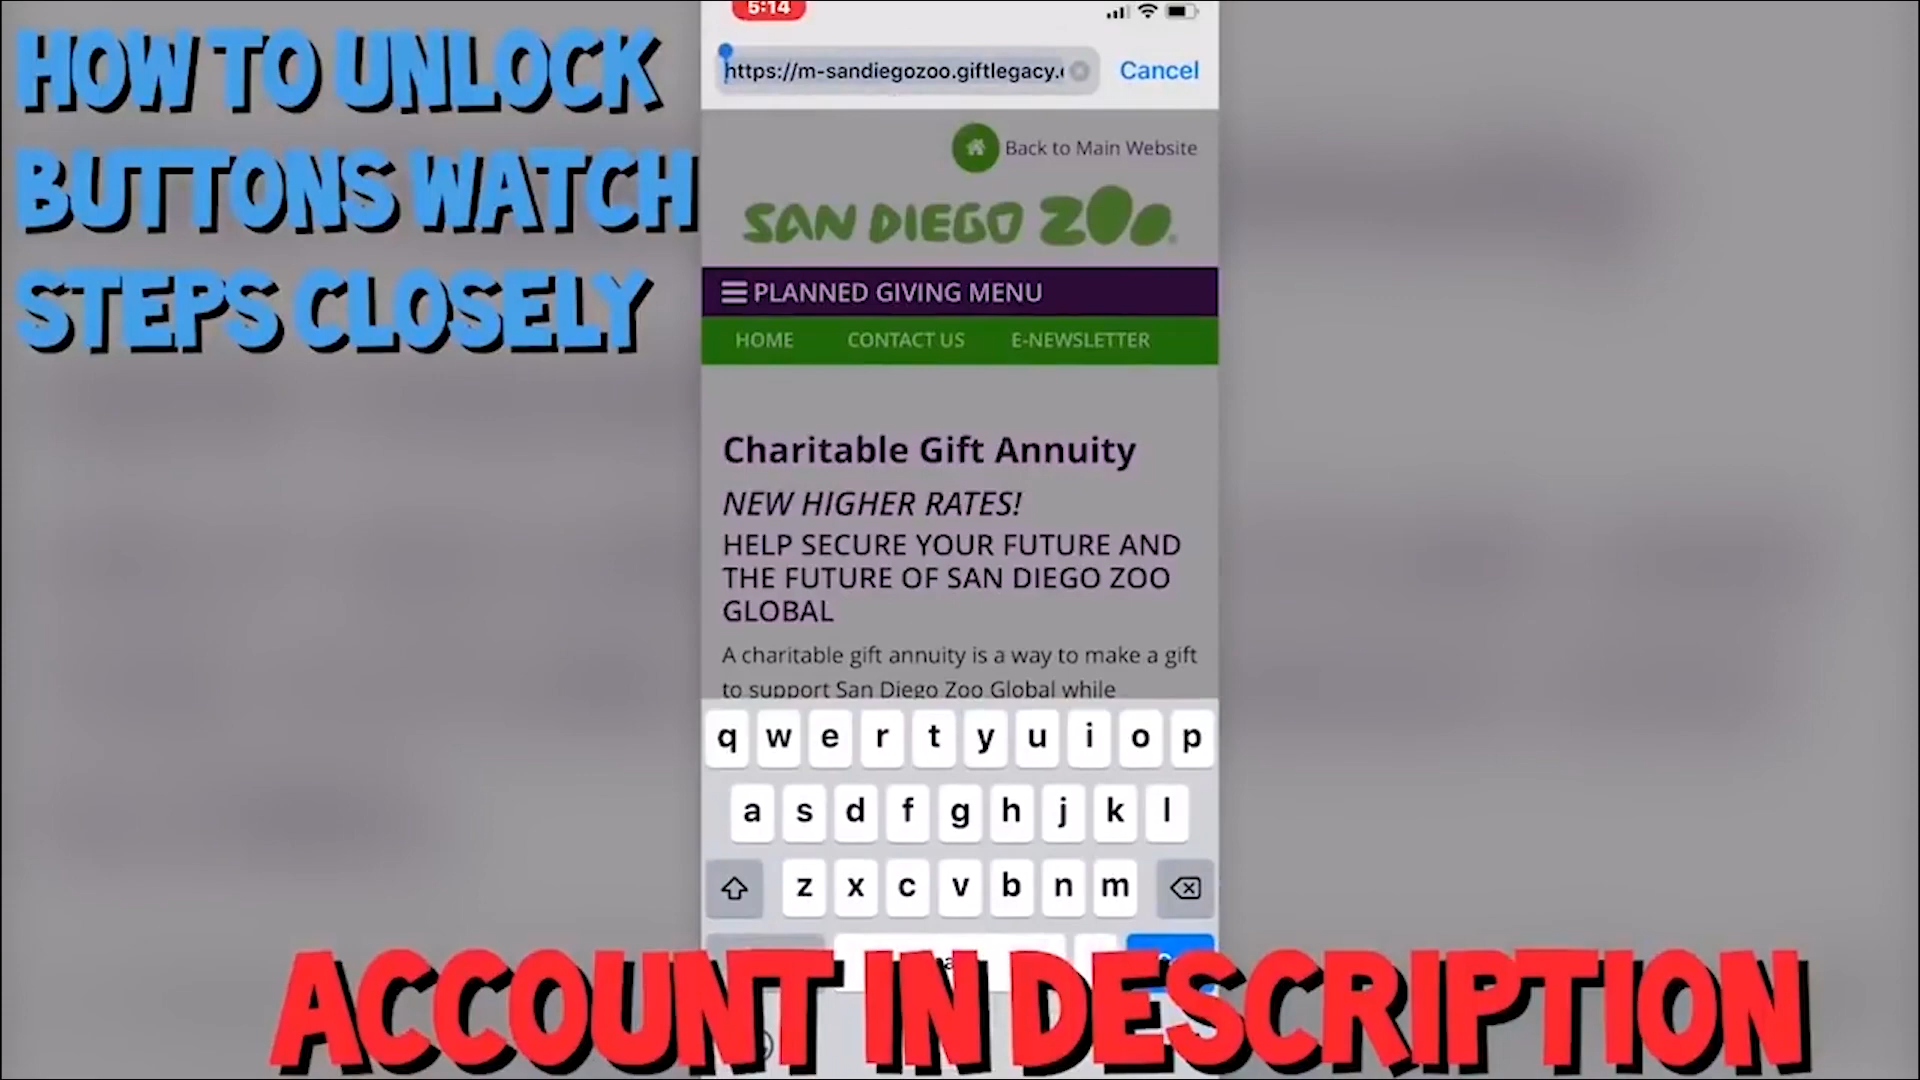 HOW TO UNLOCK
BUTTONS WATCH
STEPS CLOSELY
5:14
https://m-sandiegozoo.giftlegacy.
Cancel
Back to Main Website
SAN DIEGO ZOO
PLANNED GIVING MENU
HOME CONTACT US E-NEWSLETTER
Charitable Gift Annuity
NEW HIGHER RATES!
HELP SECURE YOUR FUTURE AND
THE FUTURE OF SAN DIEGO ZOO
GLOBAL
A charitable gift annuity is a way to make a gift
to support San Diego Zoo Global while
q w e r t y u i o p
a s d f g h j k l
z x c v b n m
ACCOUNT IN DESCRIPTION